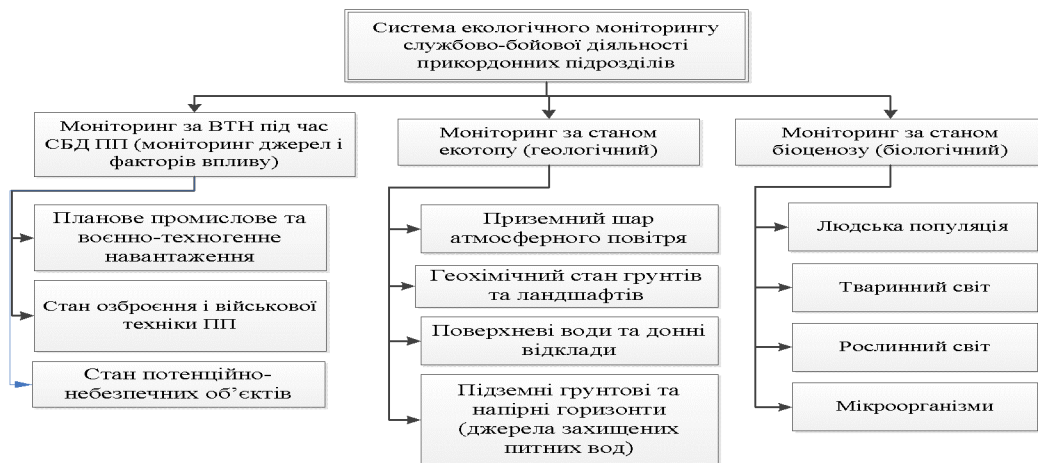 Система екологічного моніторингу
службово-бойової діяльності
прикордонних підрозділів
Моніторинг за ВТН під час
СБД ПП (моніторинг джерел і
факторів впливу)
Планове промислове та
воєнно-техногенне
навантаження
Стан озброєння і військової
техніки ПП
Стан потенційно-
небезпечних об’єктів
Моніторинг за станом
екотопу (геологічний)
Приземний шар
атмосферного повітря
Геохімічний стан грунтів
та ландшафтів
Поверхневі води та донні
відклади
Підземні грунтові та
напірні горизонти
(джерела захищених
питних вод)
Моніторинг за станом
біоценозу (біологічний)
Людська популяція
Тваринний світ
Рослинний світ
Мікроорганізми